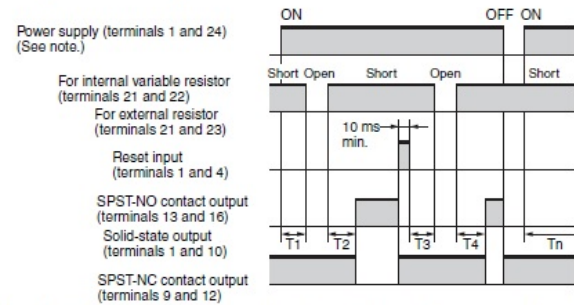 ON
OFF ON
Power supply (terminals 1 and 24)
(See note.)
Short Open Short Open Short
For internal variable resistor
(terminals 21 and 22)
For external resistor
(terminals 21 and 23)
10 ms
min.
Reset input
(terminals 1 and 4)
SPST-NO contact output
(terminals 13 and 16)
Solid-state output
(terminals 1 and 10)
T1 T2 T3 T4 Tn
SPST-NC contact output
(terminals 9 and 12)